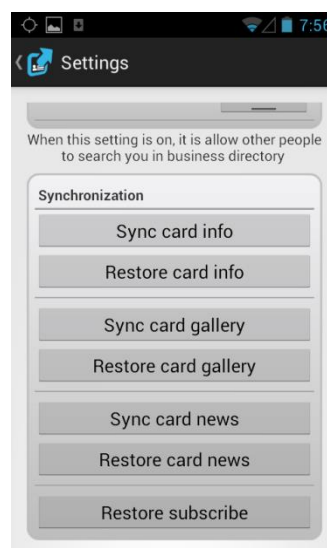 7:56
Settings
When this setting is on, it is allow other people
to search you in business directory
Synchronization
Sync card info
Restore card info
Sync card gallery
Restore card gallery
Sync card news
Restore card news
Restore subscribe